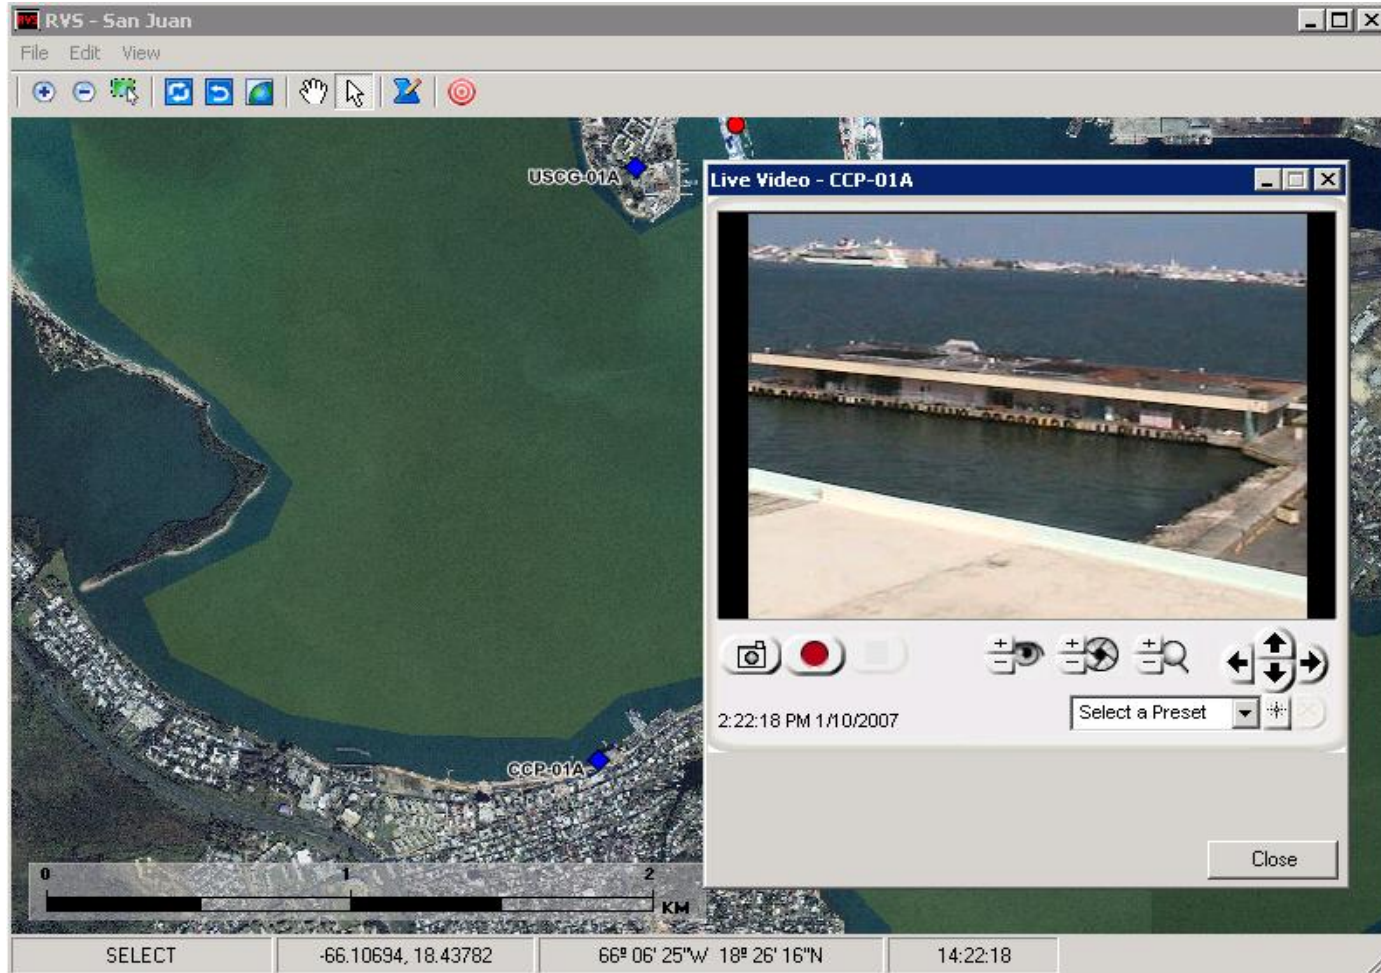 RVS - San Juan
File Edit View
USCG-01A
Live Video - CCP-01A
2:22:18 PM 1/10/2007
Select a Preset
CCP-01A
Close
0 1 2
KM
SELECT -66.10694, 18.43782 66º 06' 25"W 18º 26' 16"N 14:22:18